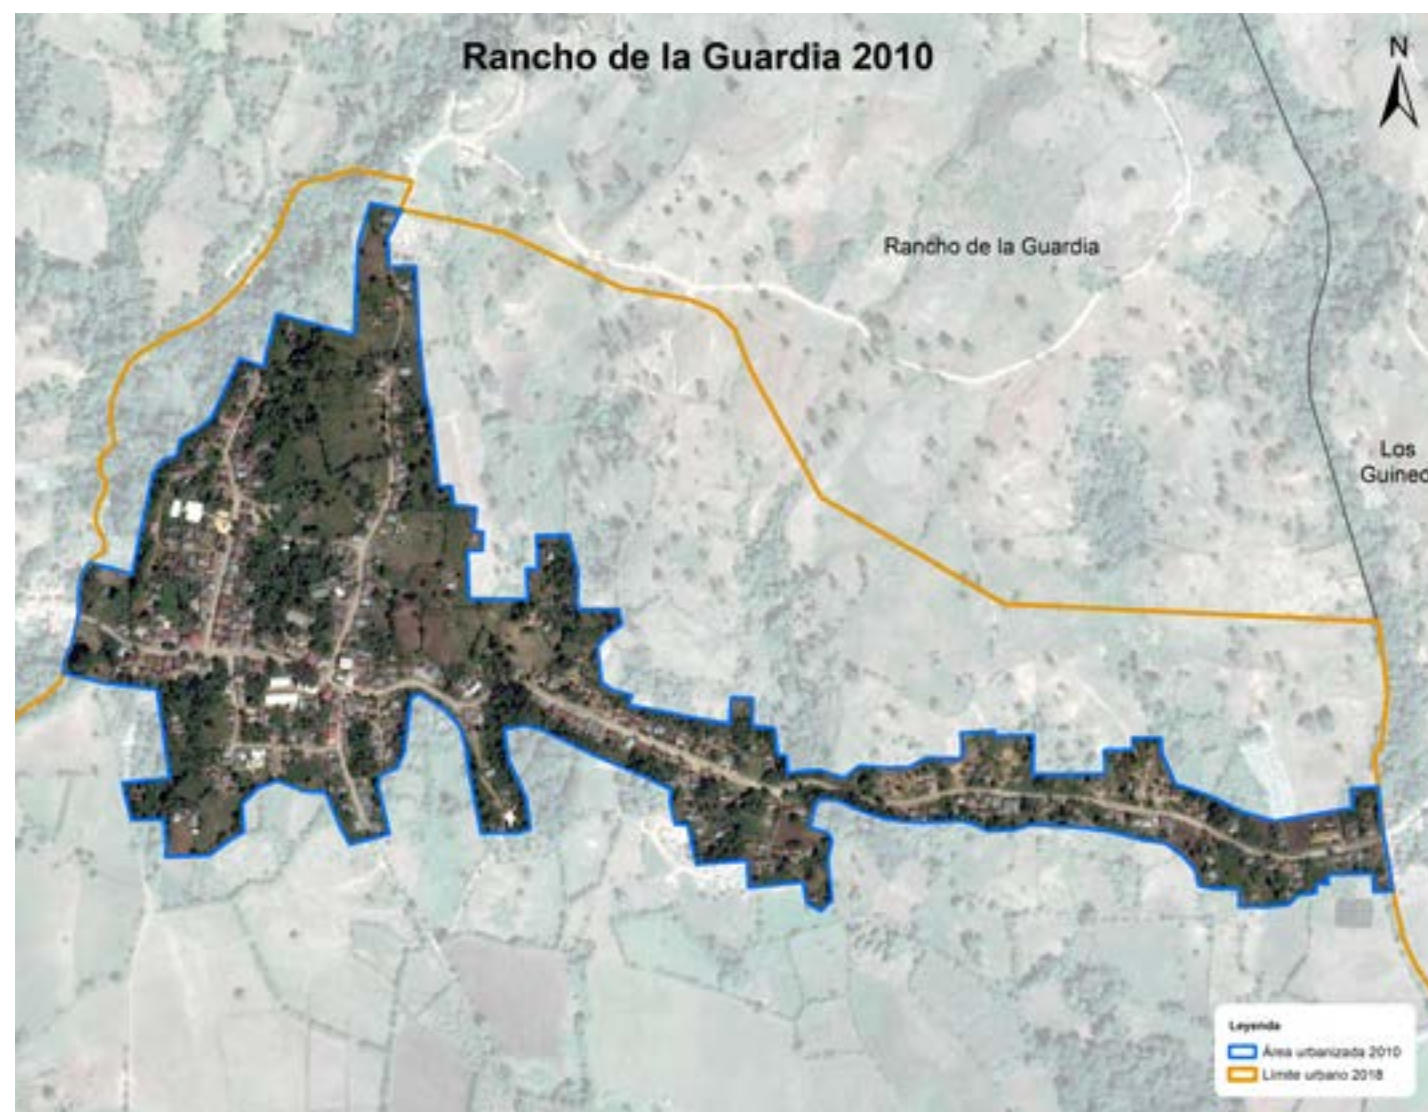 Rancho de la Guardia 2010
N
Rancho de la Guardia
Los
Guineo
Leyenda
Área urbanizada 2010
Límite urbano 2018